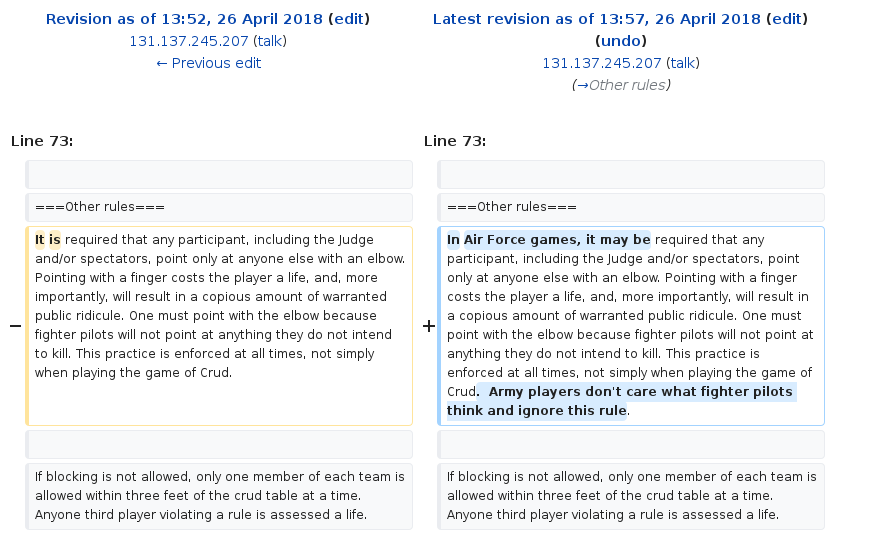 Revision as of 13:52, 26 April 2018 (edit)
131.137.245.207 (talk)
← Previous edit
Latest revision as of 13:57, 26 April 2018 (edit)
(undo)
131.137.245.207 (talk)
(→Other rules)
Line 73:
Line 73:
===Other rules===
===Other rules===
−
It is required that any participant, including the Judge
and/or spectators, point only at anyone else with an elbow.
Pointing with a finger costs the player a life, and, more
importantly, will result in a copious amount of warranted
public ridicule. One must point with the elbow because
fighter pilots will not point at anything they do not intend
to kill. This practice is enforced at all times, not simply
when playing the game of Crud.
+
In Air Force games, it may be required that any
participant, including the Judge and/or spectators, point
only at anyone else with an elbow. Pointing with a finger
costs the player a life, and, more importantly, will result in
a copious amount of warranted public ridicule. One must
point with the elbow because fighter pilots will not point at
anything they do not intend to kill. This practice is
enforced at all times, not simply when playing the game of
Crud.  Army players don't care what fighter pilots
think and ignore this rule.
If blocking is not allowed, only one member of each team is
allowed within three feet of the crud table at a time.
Anyone third player violating a rule is assessed a life.
If blocking is not allowed, only one member of each team is
allowed within three feet of the crud table at a time.
Anyone third player violating a rule is assessed a life.